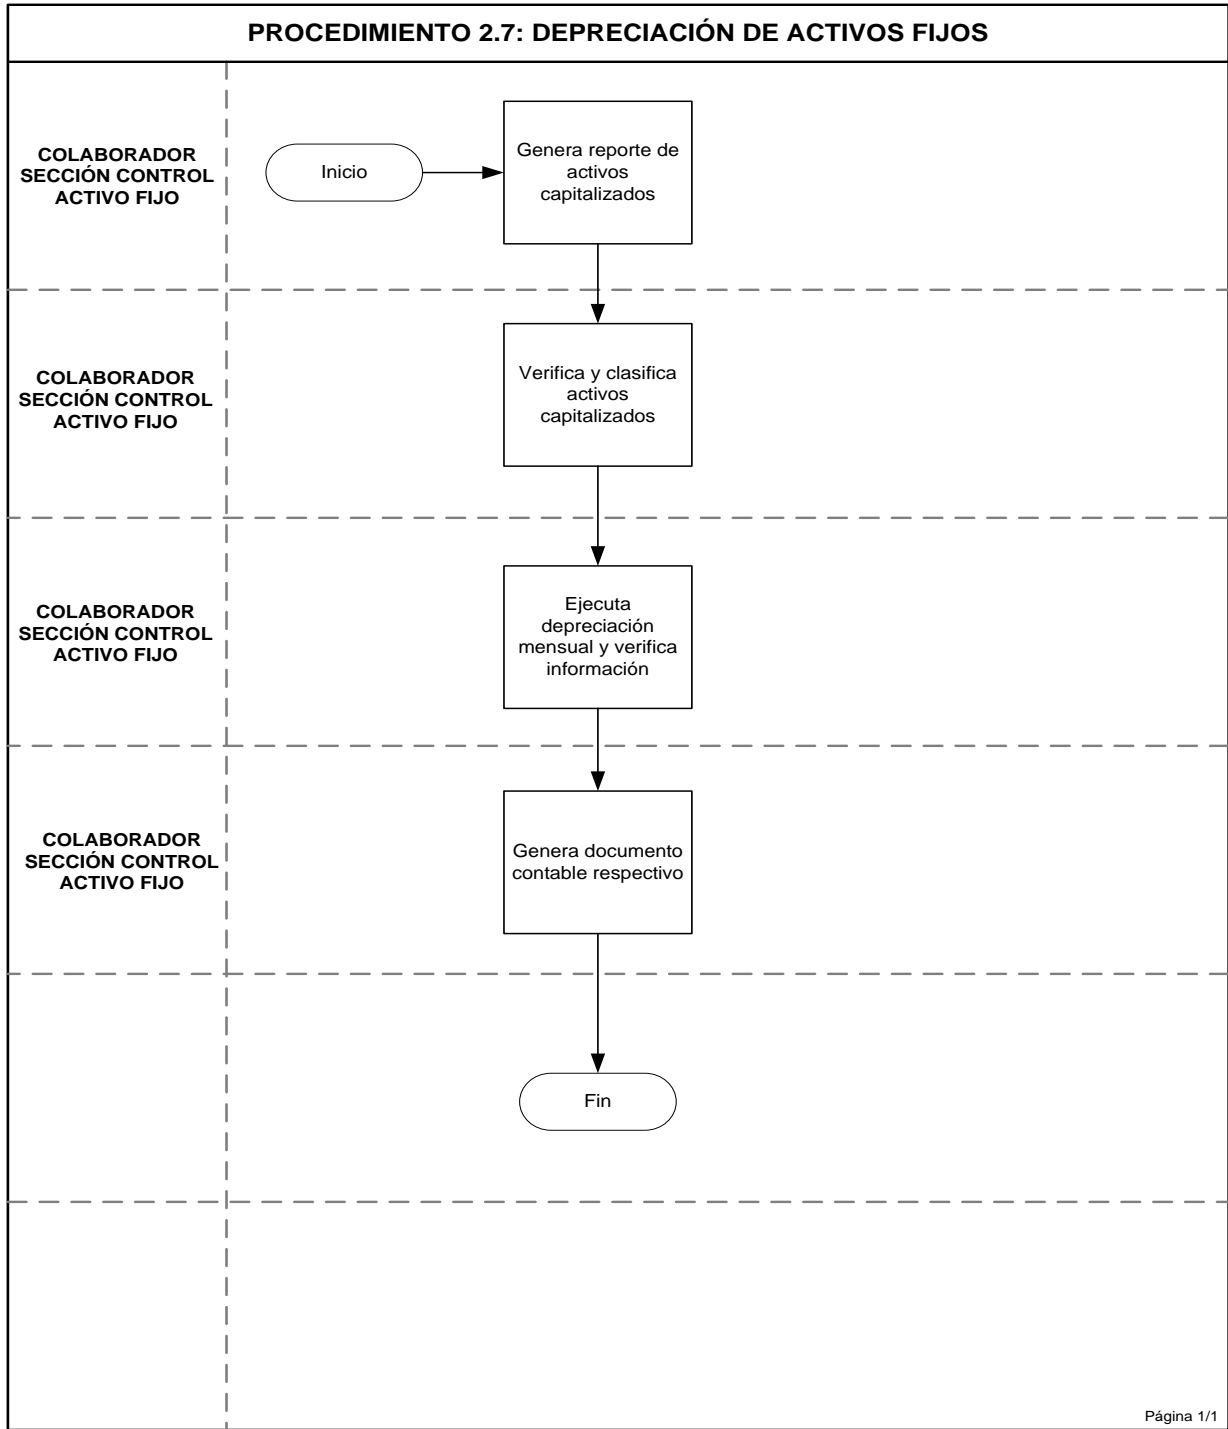 PROCEDIMIENTO 2.7: DEPRECIACIÓN DE ACTIVOS FIJOS
COLABORADOR
SECCIÓN CONTROL
ACTIVO FIJO
Inicio
Genera reporte de
activos
capitalizados
COLABORADOR
SECCIÓN CONTROL
ACTIVO FIJO
Verifica y clasifica
activos
capitalizados
COLABORADOR
SECCIÓN CONTROL
ACTIVO FIJO
Ejecuta
depreciación
mensual y verifica
información
COLABORADOR
SECCIÓN CONTROL
ACTIVO FIJO
Genera documento
contable respectivo
Fin
Página 1/1